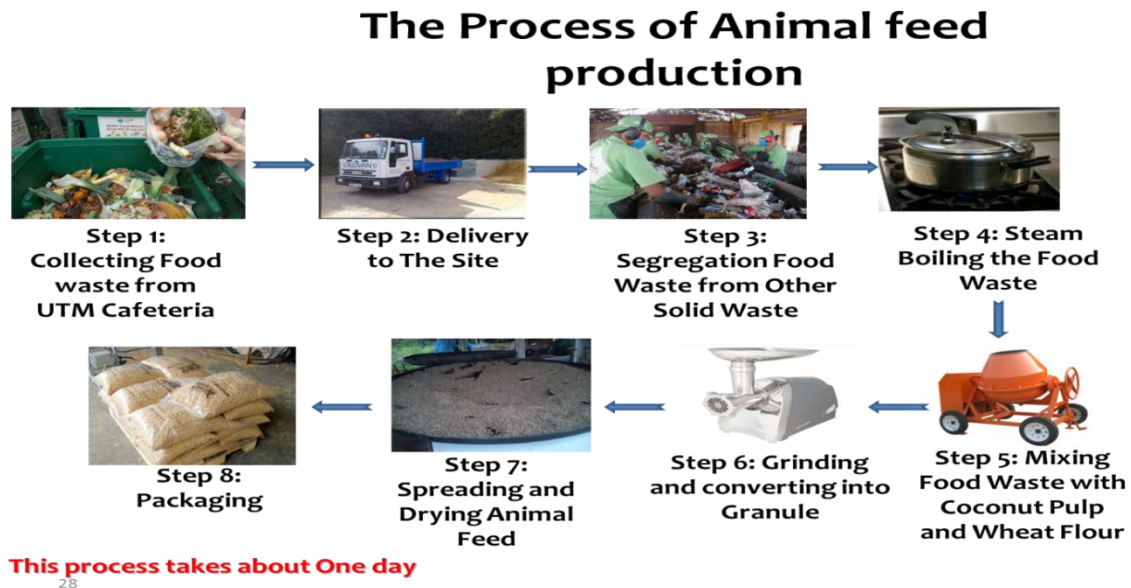 The Process of Animal feed
production
Step 1:
Collecting Food
waste from
UTM Cafeteria
Step 2: Delivery
to The Site
Step 3:
Segregation Food
Waste from Other
Solid Waste
Step 4: Steam
Boiling the Food
Waste
Step 5: Mixing
Food Waste with
Coconut Pulp
and Wheat Flour
Step 6: Grinding
and converting into
Granule
Step 7:
Spreading and
Drying Animal
Feed
Step 8:
Packaging
This process takes about One day
28